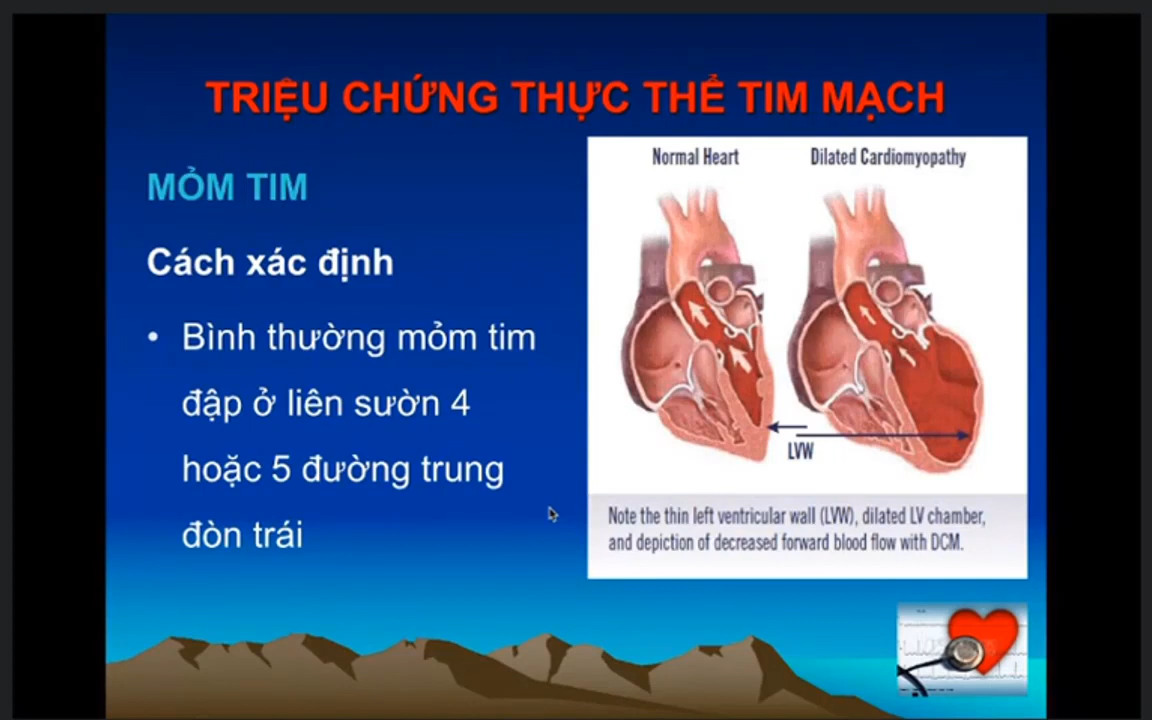 TRIỆU CHỨNG THỰC THỂ TIM MẠCH
MỎM TIM
Cách xác định
• Bình thường mỏm tim
đập ở liên sườn 4
hoặc 5 đường trung
đòn trái
Normal Heart
Dilated Cardiomyopathy
LVW
Note the thin left ventricular wall (LVW), dilated LV chamber,
and depiction of decreased forward blood flow with DCM.